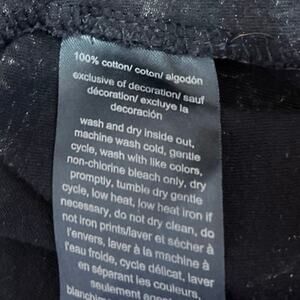 100% cotton/ coton/ algodón
exclusive of decoration/ sauf
décoration/ excluye la
decoración
wash and dry inside out,
machine wash cold, gentle
cycle, wash with like colors,
non-chlorine bleach only, dry
promptly, tumble dry gentle
cycle, low heat, low heat iron if
necessary, do not dry clean, do
not iron prints/laver et sécher à
l'envers, laver à la machine à
l'eau froide, cycle délicat, laver
en séparant les couleurs,
seulement agent